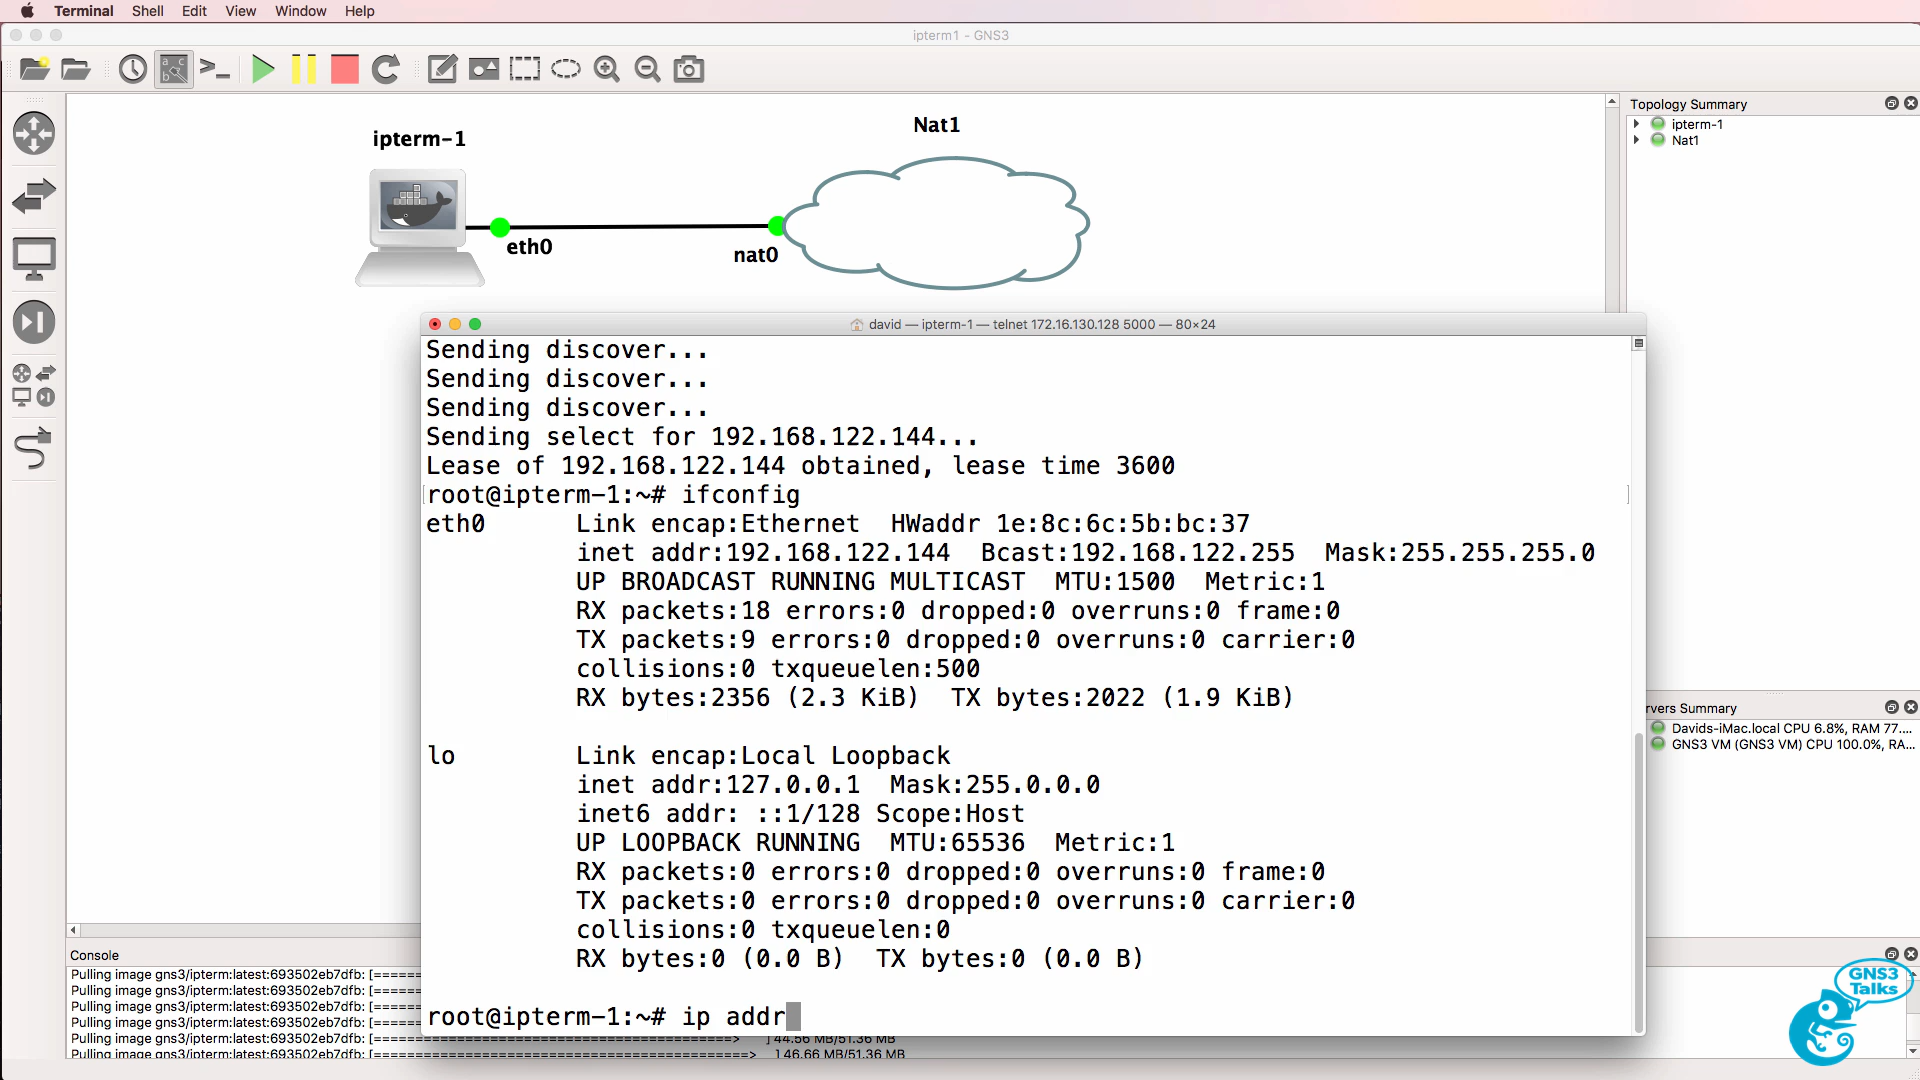 Terminal Shell Edit View Window Help
ipterm1 - GNS3
Topology Summary
ipterm-1
Nat1
ipterm-1
Nat1
eth0
nat0
david — ipterm-1 — telnet 172.16.130.128 5000 — 80×24
Sending discover...
Sending discover...
Sending discover...
Sending select for 192.168.122.144...
Lease of 192.168.122.144 obtained, lease time 3600
root@ipterm-1:~# ifconfig
eth0      Link encap:Ethernet  HWaddr 1e:8c:6c:5b:bc:37
          inet addr:192.168.122.144  Bcast:192.168.122.255  Mask:255.255.255.0
          UP BROADCAST RUNNING MULTICAST  MTU:1500  Metric:1
          RX packets:18 errors:0 dropped:0 overruns:0 frame:0
          TX packets:9 errors:0 dropped:0 overruns:0 carrier:0
          collisions:0 txqueuelen:500
          RX bytes:2356 (2.3 KiB)  TX bytes:2022 (1.9 KiB)
lo        Link encap:Local Loopback
          inet addr:127.0.0.1  Mask:255.0.0.0
          inet6 addr: ::1/128 Scope:Host
          UP LOOPBACK RUNNING  MTU:65536  Metric:1
          RX packets:0 errors:0 dropped:0 overruns:0 frame:0
          TX packets:0 errors:0 dropped:0 overruns:0 carrier:0
          collisions:0 txqueuelen:0
          RX bytes:0 (0.0 B)  TX bytes:0 (0.0 B)
root@ipterm-1:~# ip addr
rvers Summary
Davids-iMac.local CPU 6.8%, RAM 77....
GNS3 VM (GNS3 VM) CPU 100.0%, RA...
Console
Pulling image gns3/ipterm:latest:693502eb7dfb: [=====
Pulling image gns3/ipterm:latest:693502eb7dfb: [=====
Pulling image gns3/ipterm:latest:693502eb7dfb: [=====
Pulling image gns3/ipterm:latest:693502eb7dfb: [=====
Pulling image gns3/ipterm:latest:693502eb7dfb: [==================================================> ] 44.56 MB/51.36 MB
Pulling image gns3/ipterm:latest:693502eb7dfb: [====================================================> ] 46.66 MB/51.36 MB
GNS3
Talks